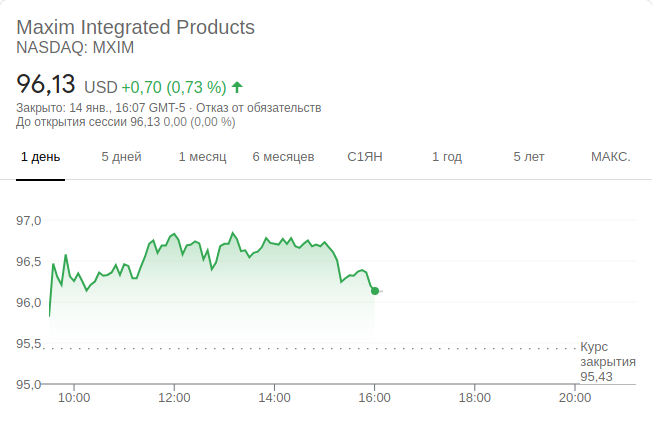 Maxim Integrated Products
NASDAQ: MXIM
96,13 USD +0,70 (0,73 %)
Закрыто: 14 янв., 16:07 GMT-5 · Отказ от обязательств
До открытия сессии 96,13 0,00 (0,00 %)
1 день 5 дней 1 месяц 6 месяцев С1ЯН 1 год 5 лет МАКС.
97,0
96,5
96,0
95,5
95,0
Курс
закрытия
95,43
10:00 12:00 14:00 16:00 18:00 20:00